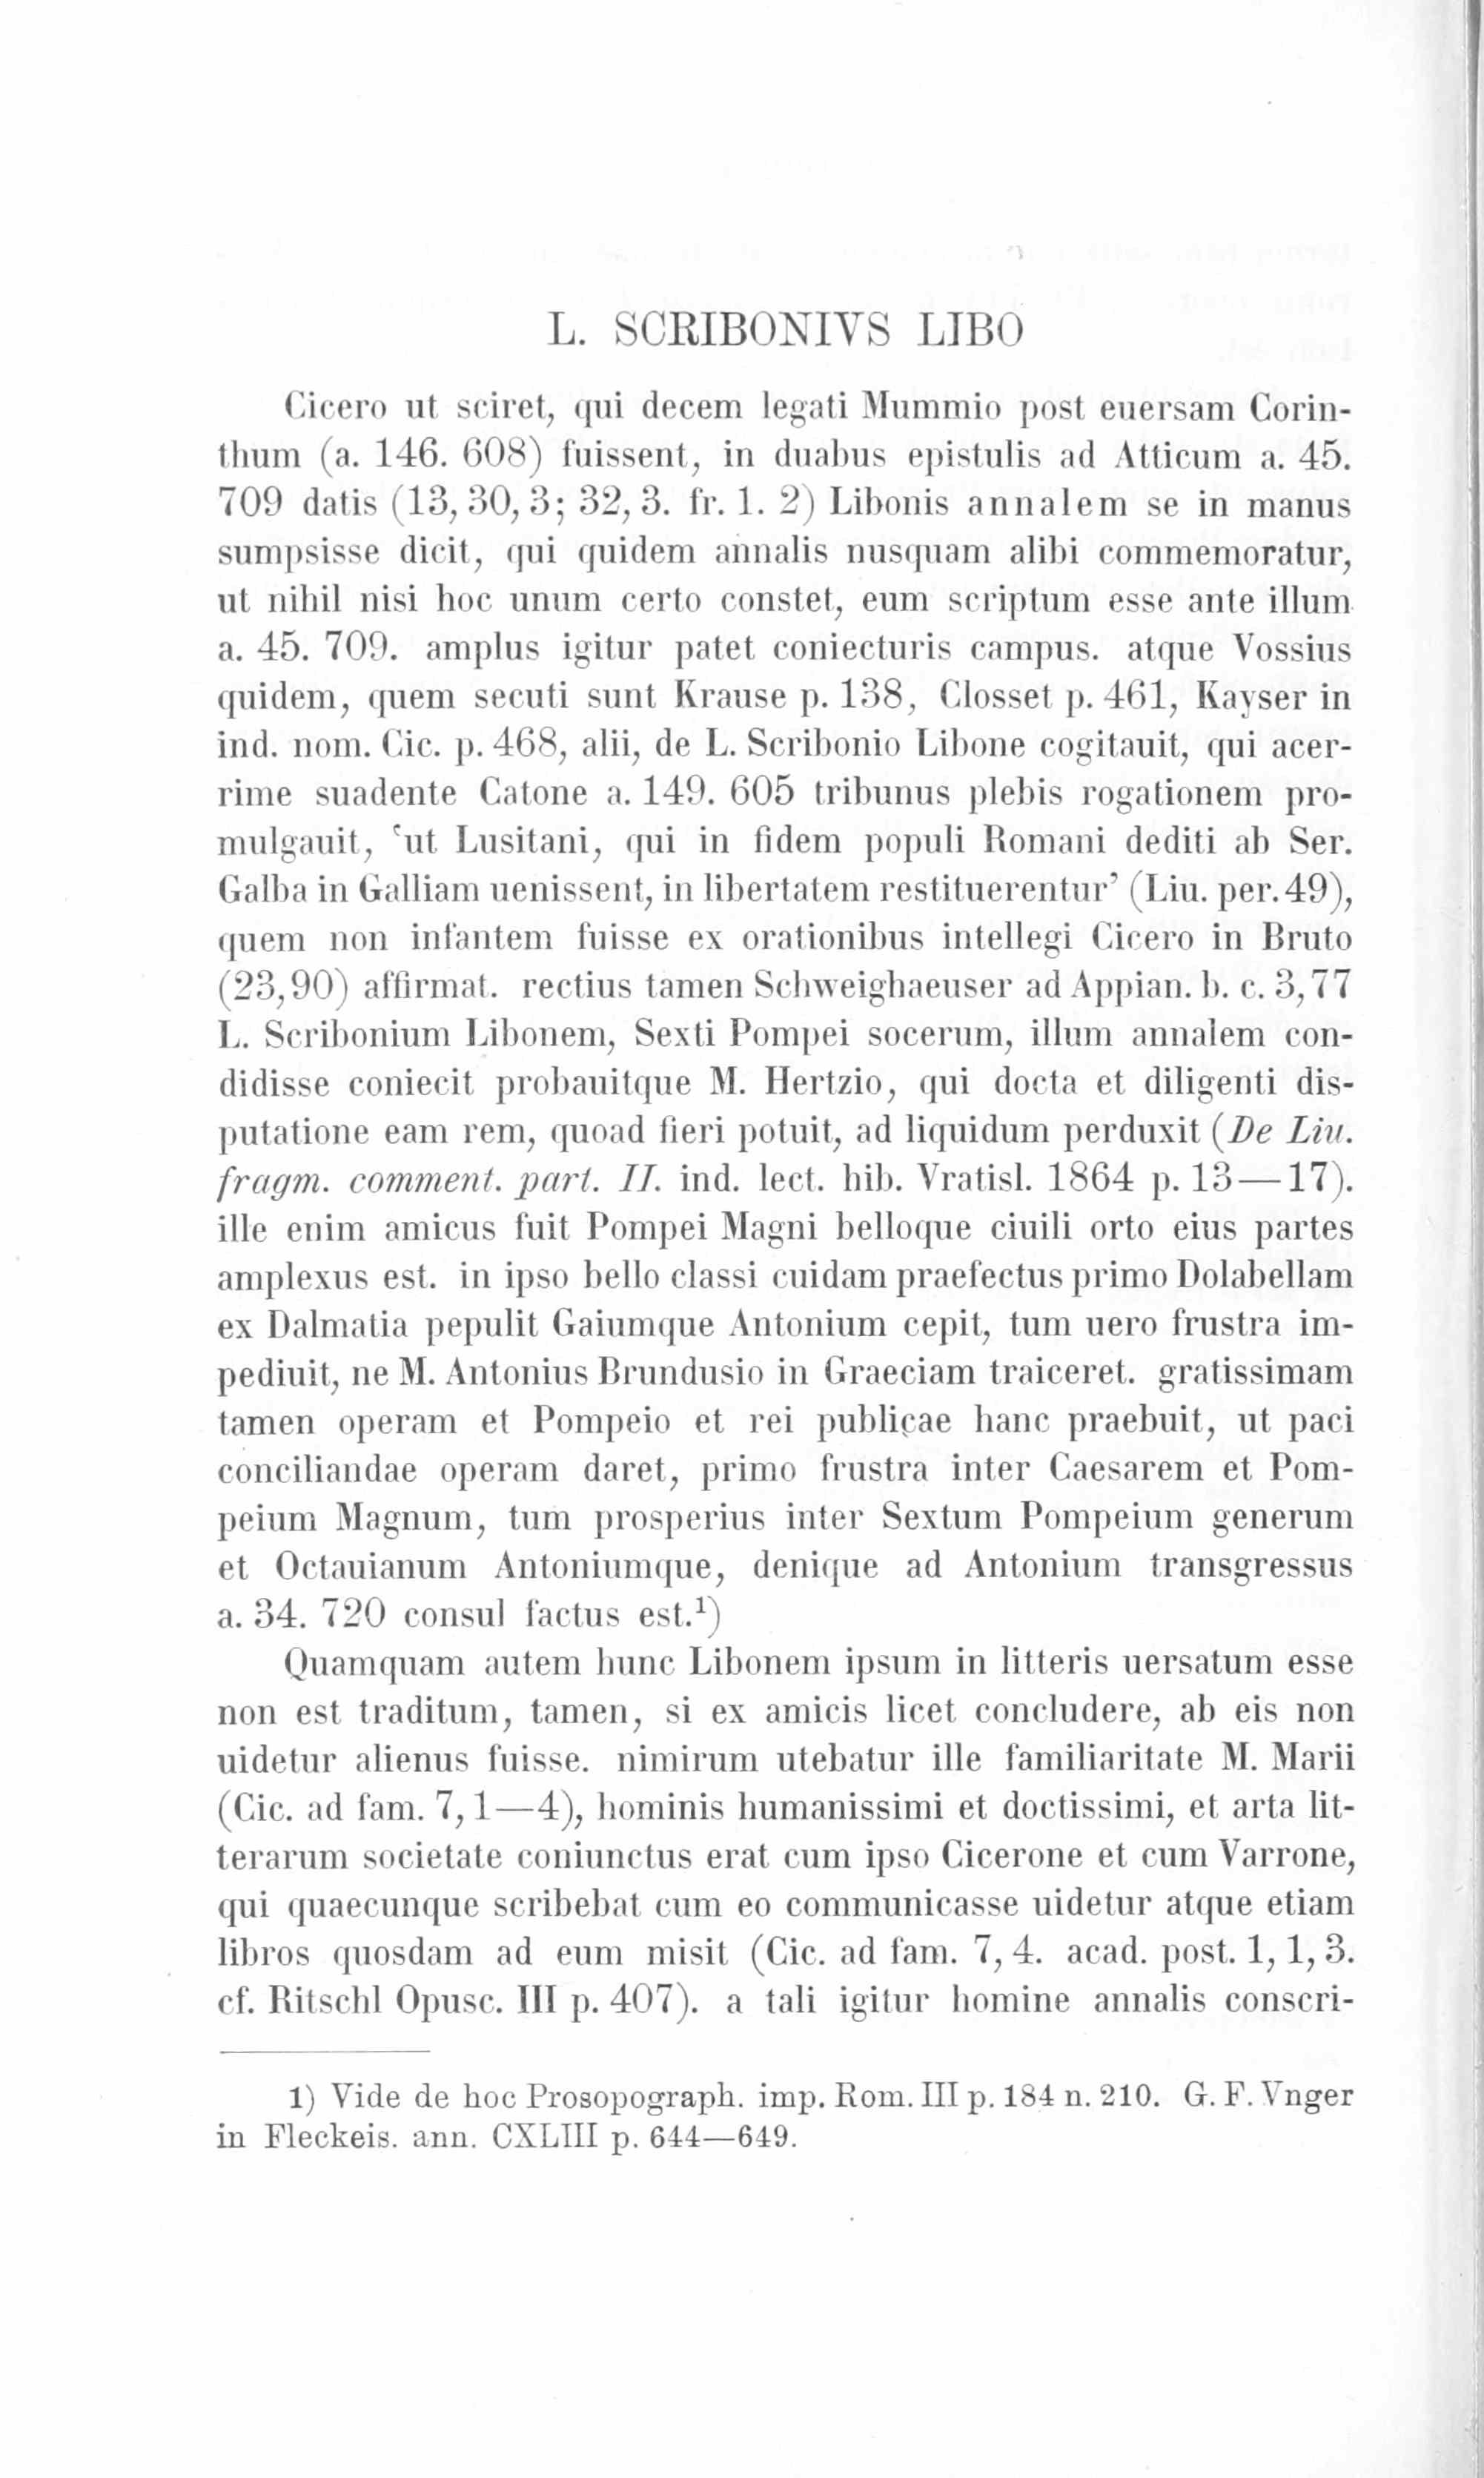 L. SCRIBONIVS LIBO
Cicero ut sciret, qui decem legati Mummio post euersam Corin-
thum (a. 146. 608) fuissent, in duabus epistulis ad Atticum a. 45.
709 datis (13, 30, 3; 32, 3. fr. 1. 2) Libonis annalem se in manus
sumpsisse dicit, qui quidem annalis nusquam alibi commemoratur,
ut nihil nisi hoc unum certo constet, eum scriptum esse ante illum
a. 45. 709. amplus igitur patet coniecturis campus. atque Vossius
quidem, quem secuti sunt Krause p. 138, Closset p. 461, Kayser in
ind. nom. Cic. p. 468, alii, de L. Scribonio Libone cogitauit, qui acer-
rime suadente Catone a. 149. 605 tribunus plebis rogationem pro-
mulgauit, ‘ut Lusitani, qui in fidem populi Romani dediti ab Ser.
Galba in Galliam uenissent, in libertatem restituerentur’ (Liu. per. 49),
quem non infantem fuisse ex orationibus intellegi Cicero in Bruto
(23, 90) affirmat. rectius tamen Schweighaeuser ad Appian. b. c. 3, 77
L. Scribonium Libonem, Sexti Pompei socerum, illum annalem con-
didisse coniecit probauitque M. Hertzio, qui docta et diligenti dis-
putatione eam rem, quoad fieri potuit, ad liquidum perduxit (De Liu.
fragm. comment. part. II. ind. lect. hib. Vratisl. 1864 p. 13—17).
ille enim amicus fuit Pompei Magni belloque ciuili orto eius partes
amplexus est. in ipso bello classi cuidam praefectus primo Dolabellam
ex Dalmatia pepulit Gaiumque Antonium cepit, tum uero frustra im-
pediuit, ne M. Antonius Brundusio in Graeciam traiceret. gratissimam
tamen operam et Pompeio et rei publicae hanc praebuit, ut paci
conciliandae operam daret, primo frustra inter Caesarem et Pom-
peium Magnum, tum prosperius inter Sextum Pompeium generum
et Octauianum Antoniumque, denique ad Antonium transgressus
a. 34. 720 consul factus est.¹)
Quamquam autem hunc Libonem ipsum in litteris uersatum esse
non est traditum, tamen, si ex amicis licet concludere, ab eis non
uidetur alienus fuisse. nimirum utebatur ille familiaritate M. Marii
(Cic. ad fam. 7, 1—4), hominis humanissimi et doctissimi, et arta lit-
terarum societate coniunctus erat cum ipso Cicerone et cum Varrone,
qui quaecunque scribebat cum eo communicasse uidetur atque etiam
libros quosdam ad eum misit (Cic. ad fam. 7, 4. acad. post. 1, 1, 3.
cf. Ritschl Opusc. III p. 407). a tali igitur homine annalis conscri-
1) Vide de hoc Prosopograph. imp. Rom. III p. 184 n. 210. G. F. Vnger
in Fleckeis. ann. CXLIII p. 644—649.